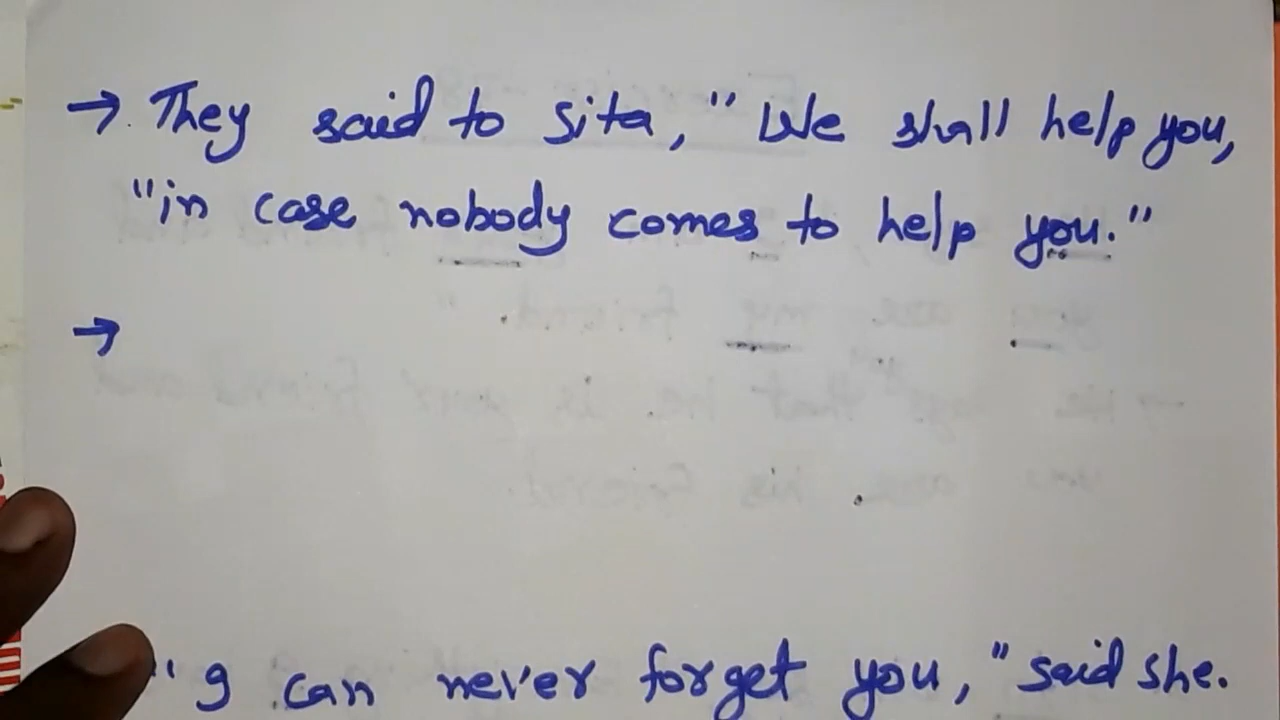 → They said to Sita, "We shall help you,
"in case nobody comes to help you."
→
"I can never forget you," said she.